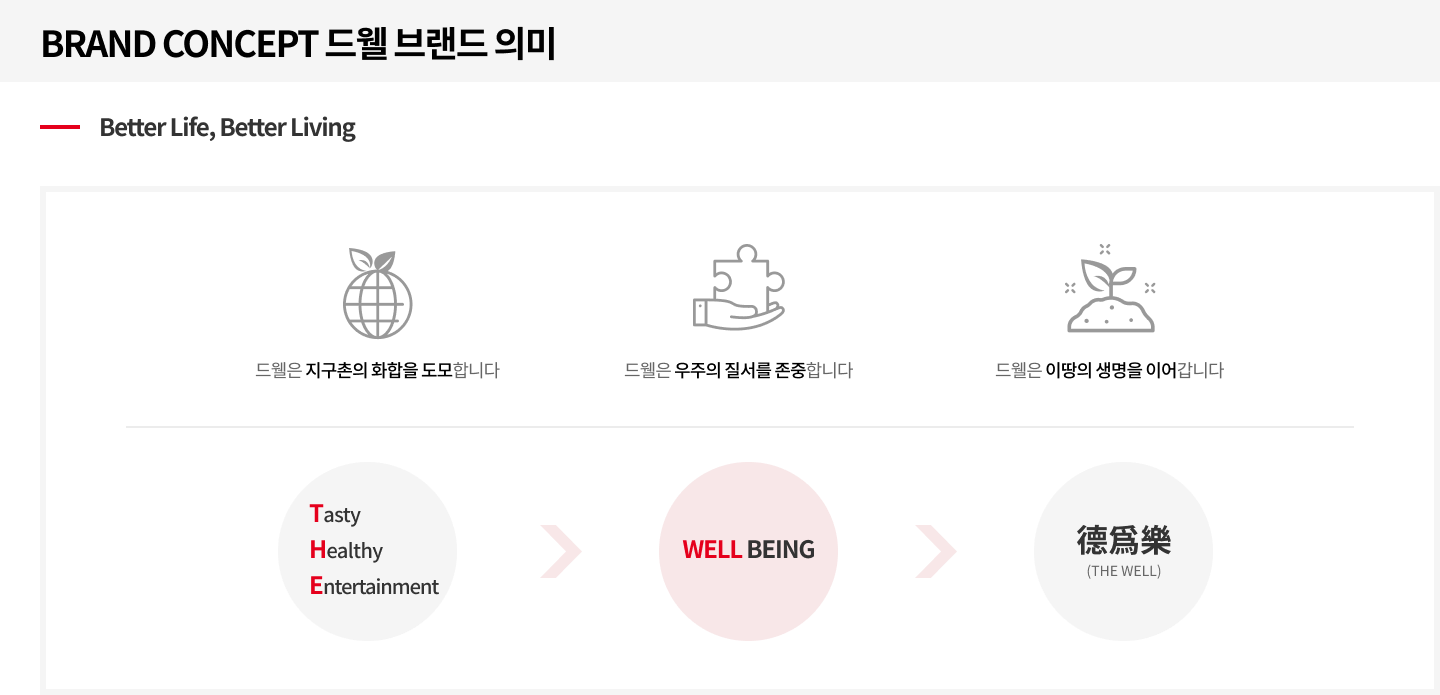 BRAND CONCEPT 드웰 브랜드 의미
Better Life, Better Living
드웰은 지구촌의 화합을 도모합니다
드웰은 우주의 질서를 존중합니다
드웰은 이땅의 생명을 이어갑니다
Tasty
Healthy
Entertainment
WELL BEING
德爲樂
(THE WELL)